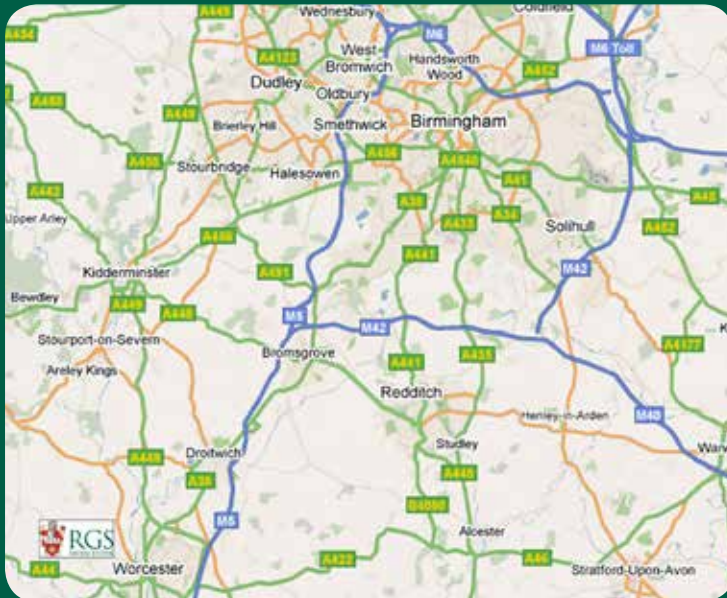 Wednesbury
A449
Coldfield
A454
M6
M6 Toll
West
Bromwich
Handsworth
Wood
A4123
A452
Dudley
Oldbury
A449
Brierley Hill
Smethwick
Birmingham
A456
A4540
Stourbridge
Halesowen
A41
A45
A442
A38
A34
A435
Upper Arley
Solihull
A452
A441
Kidderminster
A491
M42
Bewdley
A449
A448
M5
M42
Stourport-on-Severn
Bromsgrove
A435
A4177
A441
Areley Kings
Redditch
Henley-in-Arden
M40
Studley
Droitwich
A449
A38
A448
B4090
M5
Alcester
RGS
A422
A44
Worcester
A46
Stratford-Upon-Avon